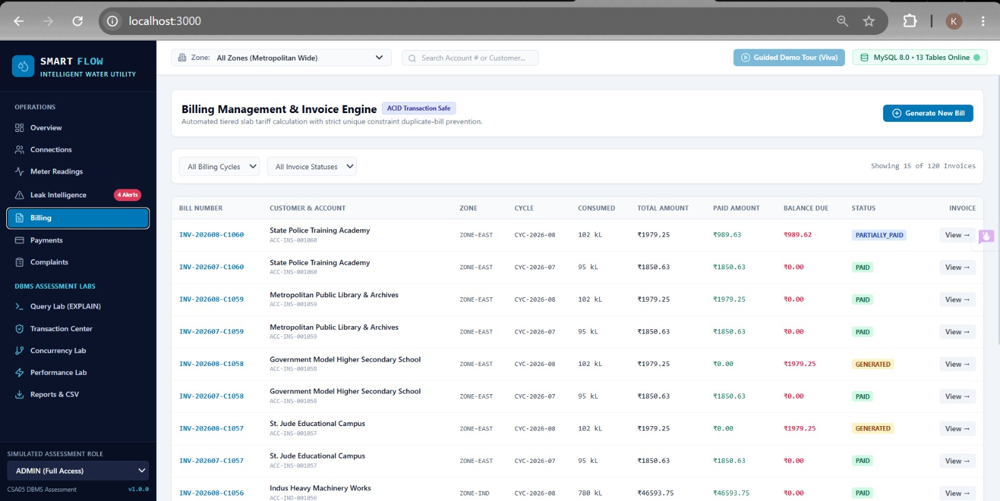 localhost:3000
K
SMART FLOW
INTELLIGENT WATER UTILITY
Zone: All Zones (Metropolitan Wide)
Search Account # or Customer...
Guided Demo Tour (Viva)
MySQL 8.0 • 13 Tables Online
OPERATIONS
Overview
Connections
Meter Readings
Leak Intelligence 4 Alerts
Billing
Payments
Complaints
DBMS ASSESSMENT LABS
Query Lab (EXPLAIN)
Transaction Center
Concurrency Lab
Performance Lab
Reports & CSV
SIMULATED ASSESSMENT ROLE
ADMIN (Full Access)
CSA05 DBMS Assessment v1.0.0
Billing Management & Invoice Engine ACID Transaction Safe
Automated tiered slab tariff calculation with strict unique constraint duplicate-bill prevention.
Generate New Bill
All Billing Cycles All Invoice Statuses Showing 15 of 120 Invoices
BILL NUMBER CUSTOMER & ACCOUNT ZONE CYCLE CONSUMED TOTAL AMOUNT PAID AMOUNT BALANCE DUE STATUS INVOICE
INV-202608-C1060 State Police Training Academy ZONE-EAST CYC-2026-08 102 kL ₹1979.25 ₹989.63 ₹989.62 PARTIALLY_PAID View →
ACC-INS-001060
INV-202607-C1060 State Police Training Academy ZONE-EAST CYC-2026-07 95 kL ₹1850.63 ₹1850.63 ₹0.00 PAID View →
ACC-INS-001060
INV-202608-C1059 Metropolitan Public Library & Archives ZONE-EAST CYC-2026-08 102 kL ₹1979.25 ₹1979.25 ₹0.00 PAID View →
ACC-INS-001059
INV-202607-C1059 Metropolitan Public Library & Archives ZONE-EAST CYC-2026-07 95 kL ₹1850.63 ₹1850.63 ₹0.00 PAID View →
ACC-INS-001059
INV-202608-C1058 Government Model Higher Secondary School ZONE-EAST CYC-2026-08 102 kL ₹1979.25 ₹0.00 ₹1979.25 GENERATED View →
ACC-INS-001058
INV-202607-C1058 Government Model Higher Secondary School ZONE-EAST CYC-2026-07 95 kL ₹1850.63 ₹1850.63 ₹0.00 PAID View →
ACC-INS-001058
INV-202608-C1057 St. Jude Educational Campus ZONE-EAST CYC-2026-08 102 kL ₹1979.25 ₹0.00 ₹1979.25 GENERATED View →
ACC-INS-001057
INV-202607-C1057 St. Jude Educational Campus ZONE-EAST CYC-2026-07 95 kL ₹1850.63 ₹1850.63 ₹0.00 PAID View →
ACC-INS-001057
INV-202608-C1056 Indus Heavy Machinery Works ZONE-IND CYC-2026-08 780 kL ₹46593.75 ₹46593.75 ₹0.00 PAID View →
ACC-IND-001056